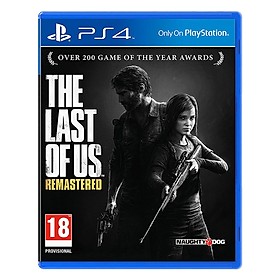 PS4
Only On PlayStation®
OVER 200 GAME OF THE YEAR AWARDS
THE
LAST
OF US
REMASTERED
18
PROVISIONAL
NAUGHTY DOG